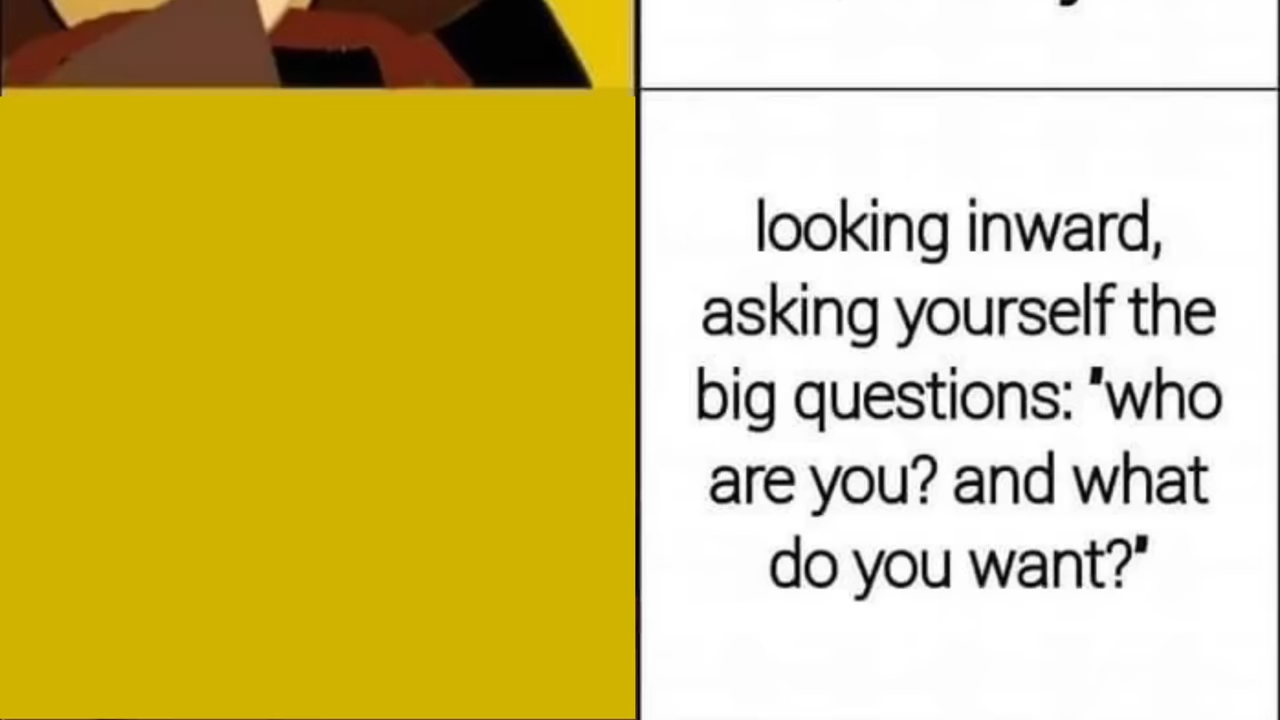 looking inward,
asking yourself the
big questions: "who
are you? and what
do you want?"